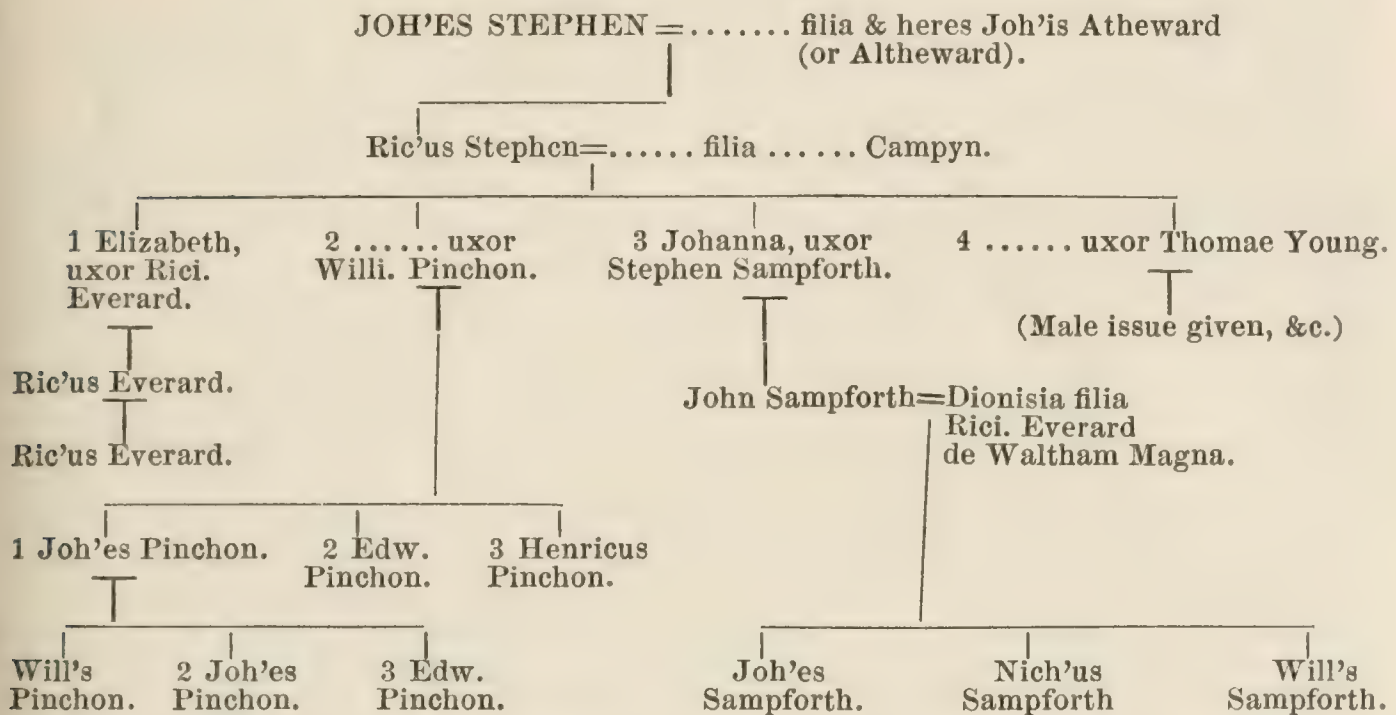 JOH'ES STEPHEN = ....... filia & heres Joh'is Atheward
(or Altheward).
Ric'us Stephen=...... filia ...... Campyn.
1 Elizabeth,
uxor Rici.
Everard.
2 ...... uxor
Willi. Pinchon.
3 Johanna, uxor
Stephen Sampforth.
4 ...... uxor Thomae Young.
(Male issue given, &c.)
Ric'us Everard.
John Sampforth=Dionisia filia
Rici. Everard
de Waltham Magna.
Ric'us Everard.
1 Joh'es Pinchon.
2 Edw.
Pinchon.
3 Henricus
Pinchon.
Will's
Pinchon.
2 Joh'es
Pinchon.
3 Edw.
Pinchon.
Joh'es
Sampforth.
Nich'us
Sampforth
Will's
Sampforth.